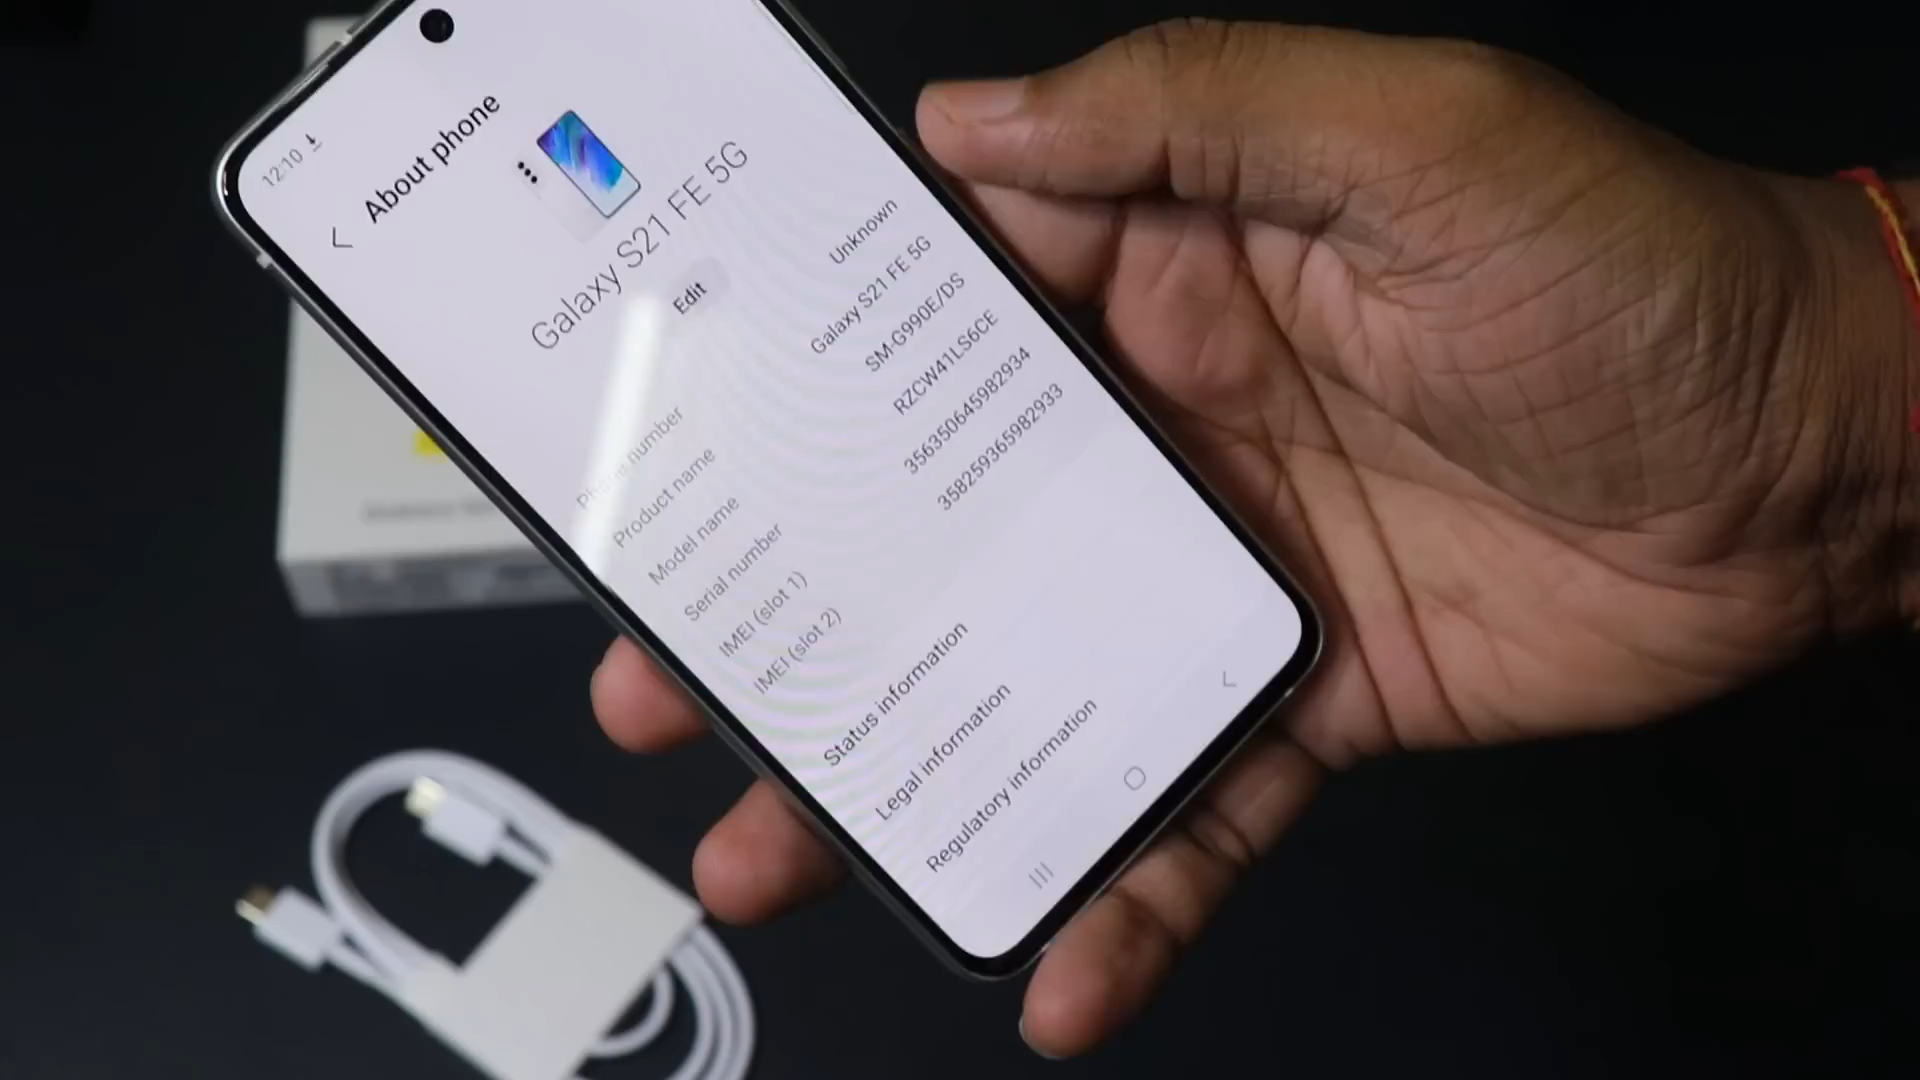 12:10
About phone
Galaxy S21 FE 5G
Edit
Phone number Unknown
Product name Galaxy S21 FE 5G
Model name SM-G990E/DS
Serial number RZCW41LS6CE
IMEI (slot 1) 356350645982934
IMEI (slot 2) 358259365982933
Status information
Legal information
Regulatory information